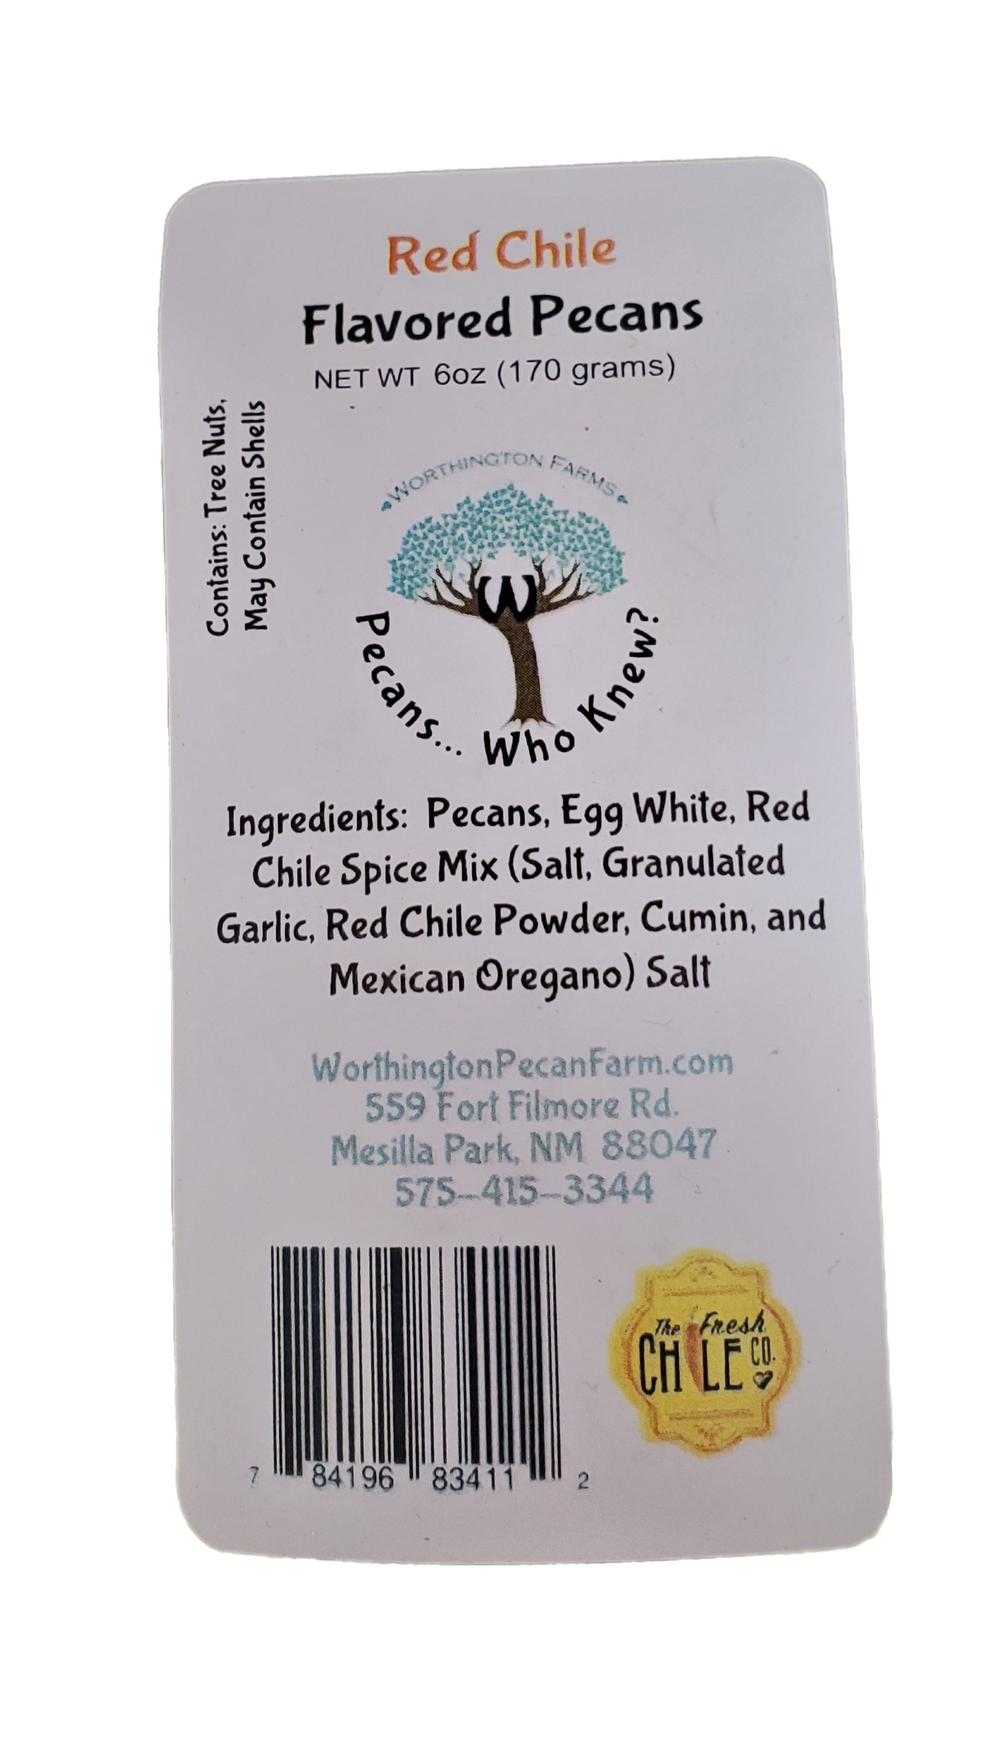 Red Chile
Flavored Pecans
NET WT 6oz (170 grams)
Contains: Tree Nuts,
May Contain Shells
WORTHINGTON FARMS
W
Pecans... Who Knew?
Ingredients: Pecans, Egg White, Red
Chile Spice Mix (Salt, Granulated
Garlic, Red Chile Powder, Cumin, and
Mexican Oregano) Salt
WorthingtonPecanFarm.com
559 Fort Filmore Rd.
Mesilla Park, NM 88047
575-415-3344
The Fresh
CHILE CO.
7 84196 83411 2